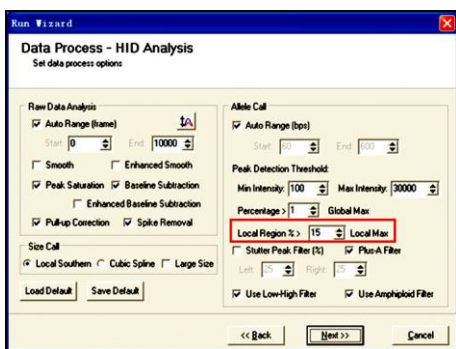 Run Wizard
Data Process - HID Analysis
Set data process options
Raw Data Analysis
Auto Range (frame)
Start: 0 End: 10000
Smooth Enhanced Smooth
Peak Saturation Baseline Subtraction
Enhanced Baseline Subtraction
Pull-up Correction Spike Removal
Size Call
Local Southern Cubic Spline Large Size
Load Default Save Default
Allele Call
Auto Range (bps)
Start: 60 End: 600
Peak Detection Threshold:
Min Intensity: 100 Max Intensity: 30000
Percentage > 1 Global Max
Local Region % > 15 Local Max
Stutter Peak Filter (%) Plus-A Filter
Left: 25 Right: 25
Use Low-High Filter Use Amphiploid Filter
<< Back Next >> Cancel